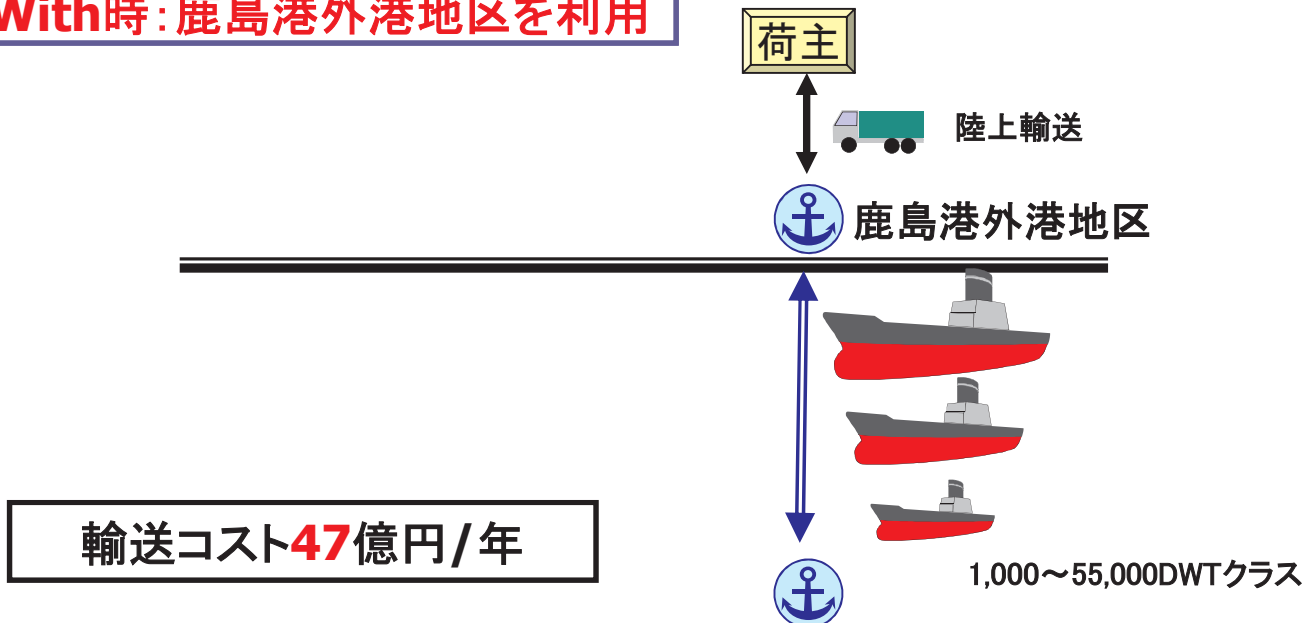 With時:鹿島港外港地区を利用
荷主
陸上輸送
鹿島港外港地区
輸送コスト47億円/年
1,000～55,000DWTクラス